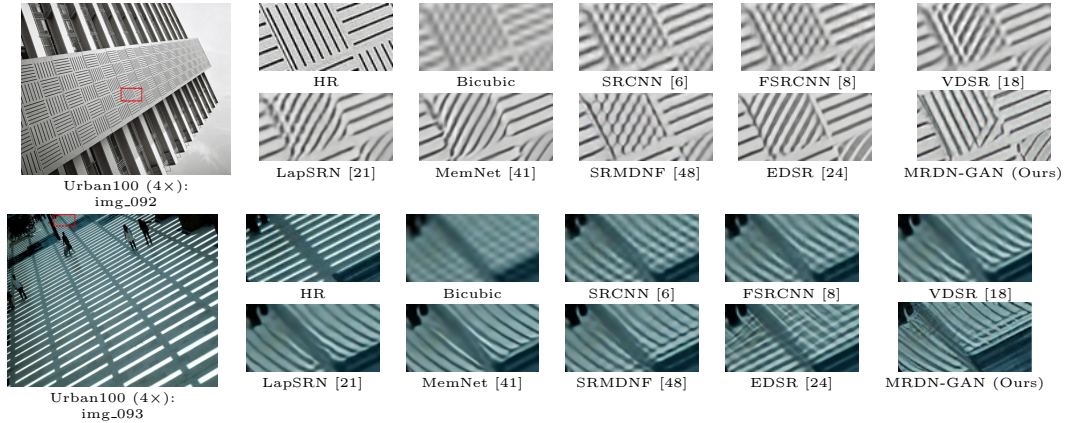 HR
Bicubic
SRCNN [6]
FSRCNN [8]
VDSR [18]
LapSRN [21]
MemNet [41]
SRMDNF [48]
EDSR [24]
MRDN-GAN (Ours)
Urban100 (4×):
img_092
HR
Bicubic
SRCNN [6]
FSRCNN [8]
VDSR [18]
LapSRN [21]
MemNet [41]
SRMDNF [48]
EDSR [24]
MRDN-GAN (Ours)
Urban100 (4×):
img_093